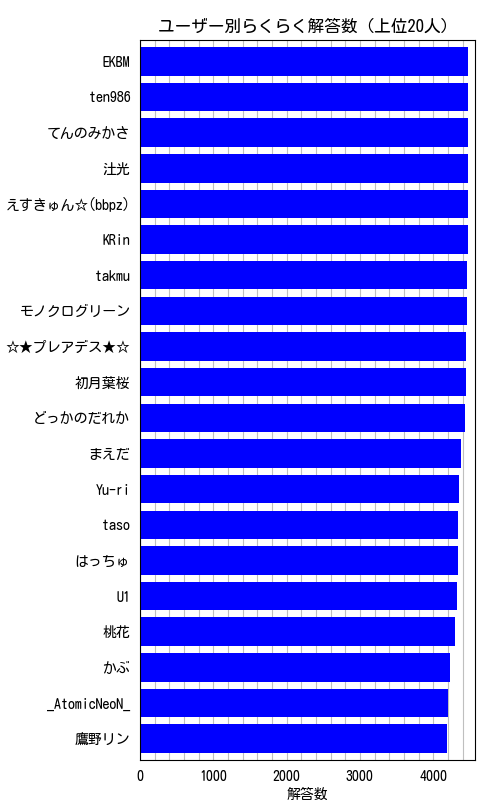 ユーザー別らくらく解答数（上位20人）
EKBM
ten986
てんのみかさ
汢光
えすきゅん☆(bbpz)
KRin
takmu
モノクログリーン
☆★プレアデス★☆
初月葉桜
どっかのだれか
まえだ
Yu-ri
taso
はっちゅ
U1
桃花
かぶ
_AtomicNeoN_
鷹野リン
0 1000 2000 3000 4000
解答数